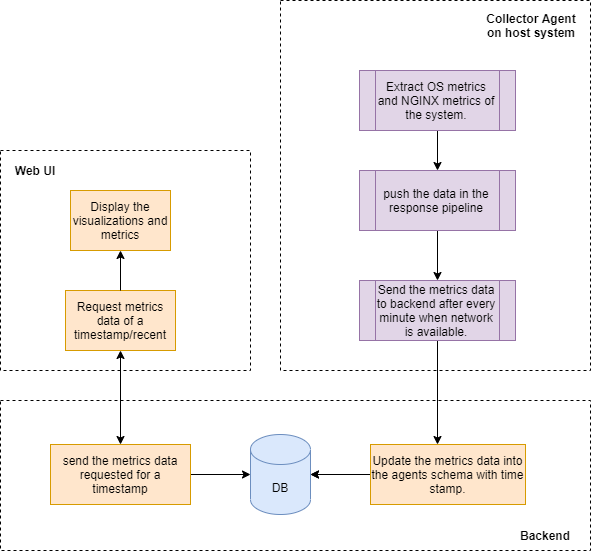 Collector Agent
on host system
Extract OS metrics
and NGINX metrics of
the system.
push the data in the
response pipeline
Send the metrics data
to backend after every
minute when network
is available.
Web UI
Display the
visualizations and
metrics
Request metrics
data of a
timestamp/recent
send the metrics data
requested for a
timestamp
DB
Update the metrics data into
the agents schema with time
stamp.
Backend